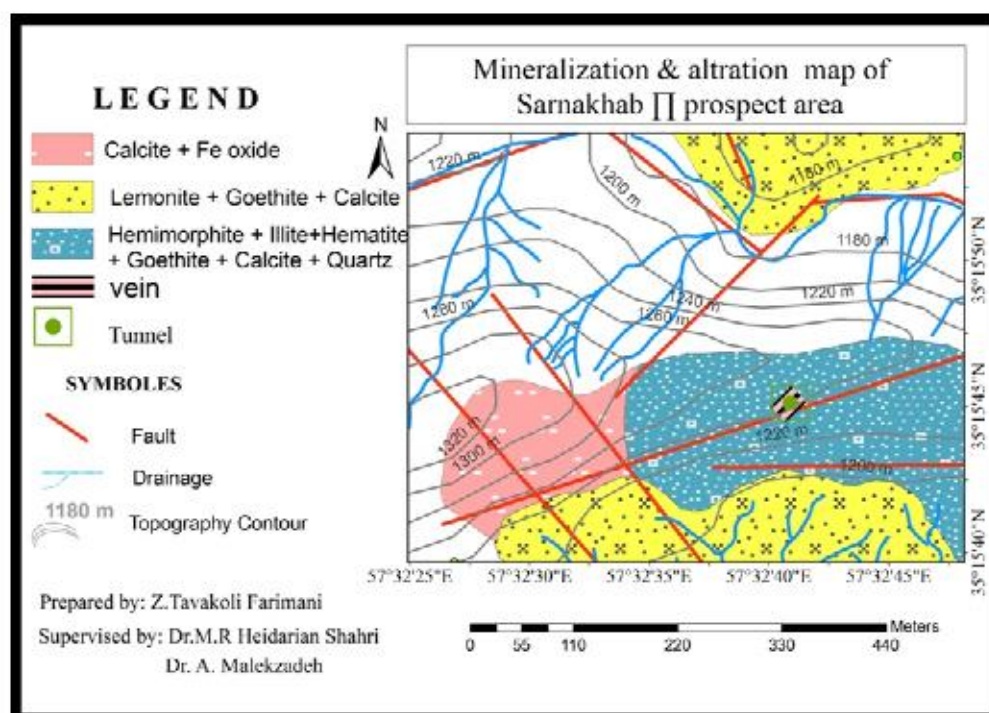 Mineralization & altration map of
Sarnakhab ∏ prospect area
LEGEND
N
Calcite + Fe oxide
Lemonite + Goethite + Calcite
Hemimorphite + Illite+Hematite
+ Goethite + Calcite + Quartz
vein
Tunnel
SYMBOLES
Fault
Drainage
1180 m
Topography Contour
Prepared by: Z.Tavakoli Farimani
Supervised by: Dr.M.R Heidarian Shahri
Dr. A. Malekzadeh
1220 m
1200 m
1180 m
1180 m
1240 m
1220 m
1260 m
1280 m
1320 m
1300 m
1220 m
1200 m
35°15'50"N
35°15'45"N
35°15'40"N
57°32'25"E
57°32'30"E
57°32'35"E
57°32'40"E
57°32'45"E
Meters
0
55
110
220
330
440